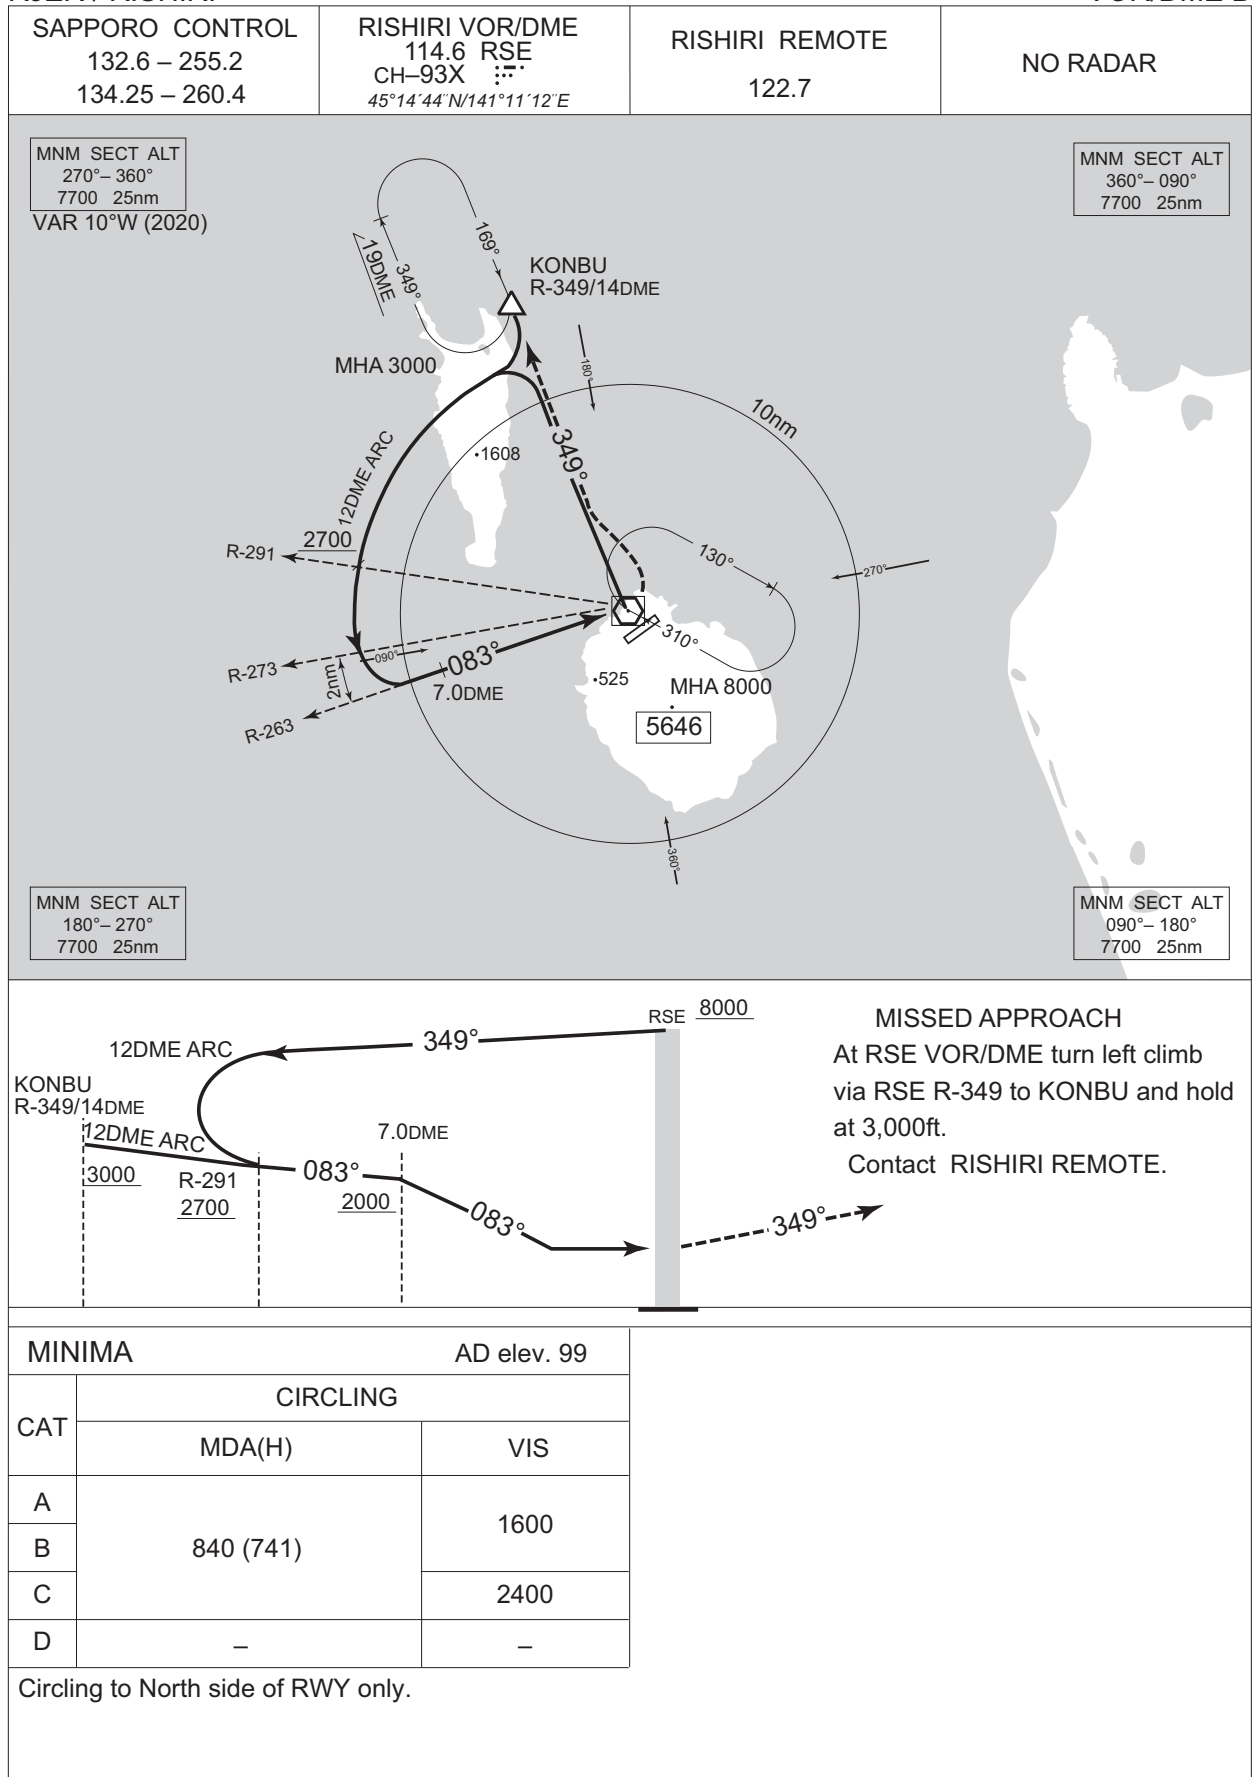 SAPPORO CONTROL
132.6 – 255.2
134.25 – 260.4
RISHIRI VOR/DME
114.6 RSE
CH–93X
45°14´44˝N/141°11´12˝E
RISHIRI REMOTE
122.7
NO RADAR
MNM SECT ALT
270°– 360°
7700 25nm
VAR 10°W (2020)
MNM SECT ALT
360°– 090°
7700 25nm
169°
349°
19DME
KONBU
R-349/14DME
MHA 3000
180°
10nm
349°
•1608
12DME ARC
2700
R-291
130°
270°
310°
090°
083°
R-273
2nm
7.0DME
R-263
•525
MHA 8000
5646
360°
MNM SECT ALT
180°– 270°
7700 25nm
MNM SECT ALT
090°– 180°
7700 25nm
RSE 8000
349°
12DME ARC
KONBU
R-349/14DME
12DME ARC
3000
R-291
2700
083°
7.0DME
2000
083°
349°
MISSED APPROACH
At RSE VOR/DME turn left climb
via RSE R-349 to KONBU and hold
at 3,000ft.
Contact RISHIRI REMOTE.
MINIMA AD elev. 99
CAT
CIRCLING
MDA(H) VIS
A
B
C
D
840 (741)
1600
2400
– –
Circling to North side of RWY only.